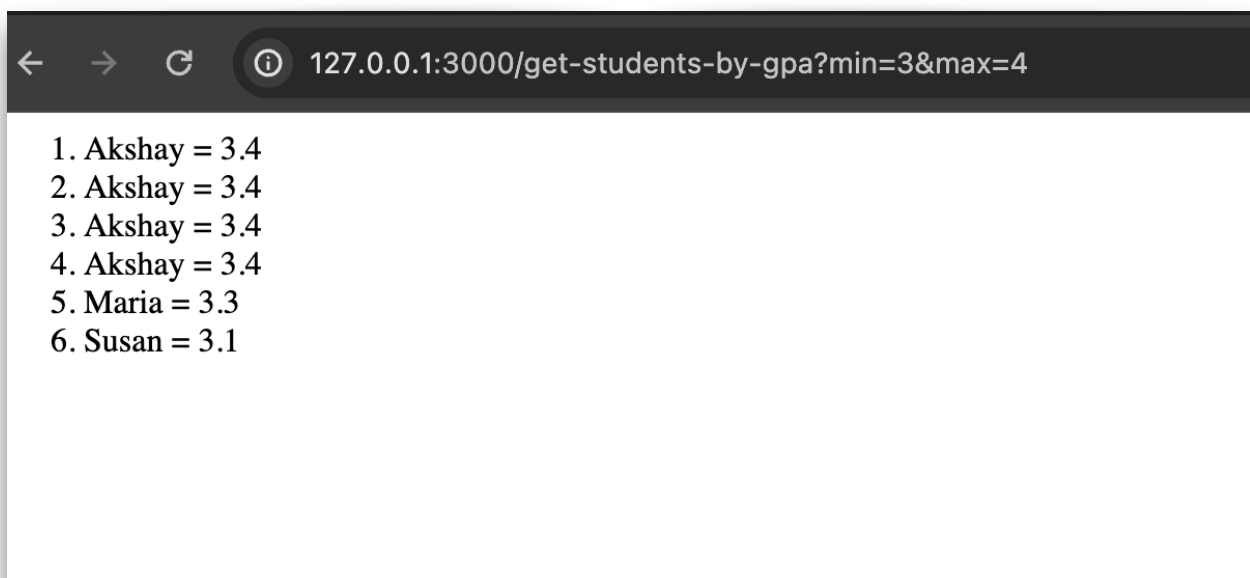 127.0.0.1:3000/get-students-by-gpa?min=3&max=4
1. Akshay = 3.4
2. Akshay = 3.4
3. Akshay = 3.4
4. Akshay = 3.4
5. Maria = 3.3
6. Susan = 3.1